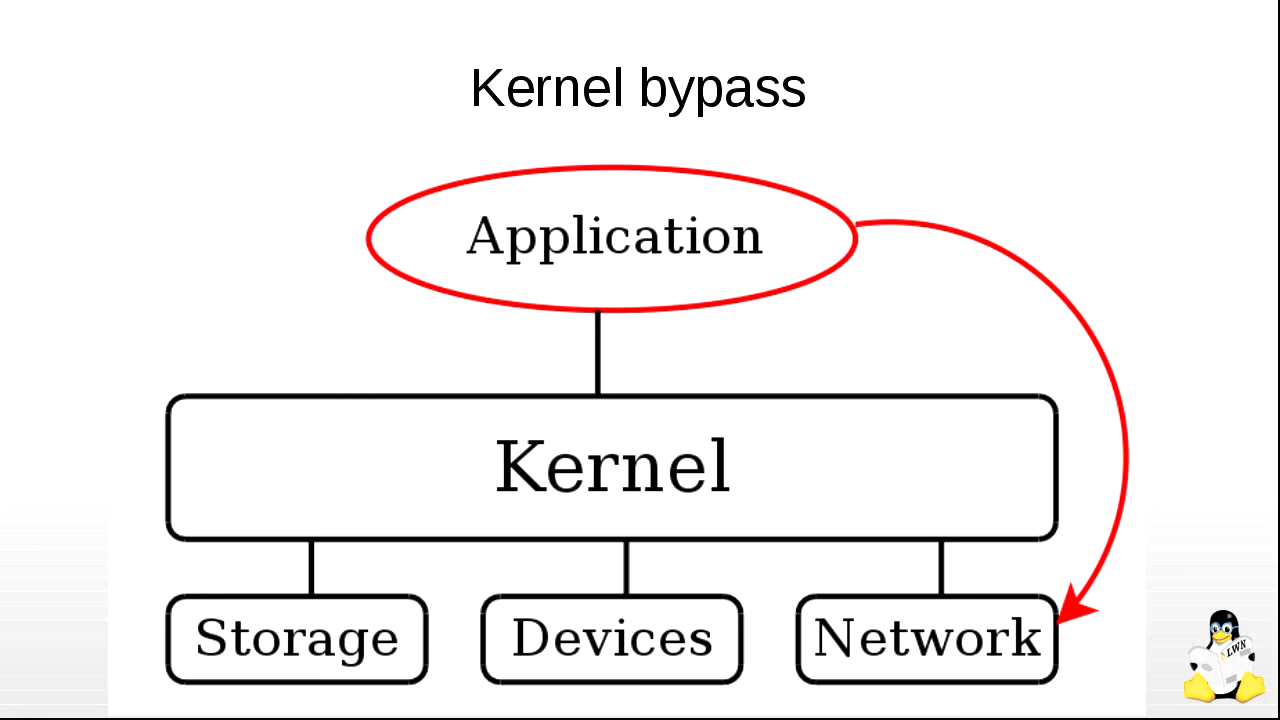 Kernel bypass
Application
Kernel
Storage Devices Network
LWN